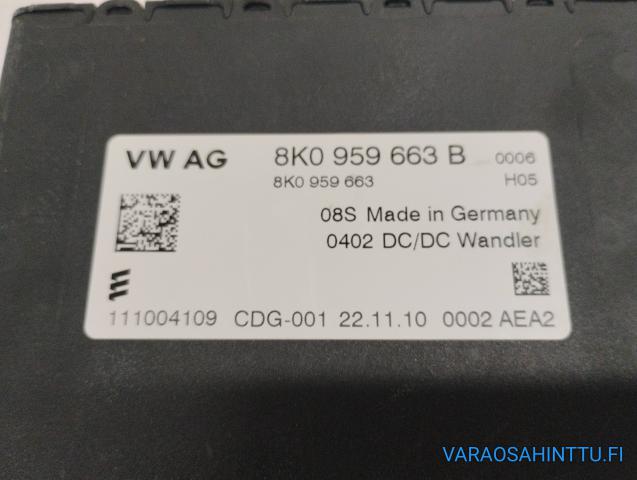 VW AG 8K0 959 663 B 0006
8K0 959 663 H05
08S Made in Germany
0402 DC/DC Wandler
111004109 CDG-001 22.11.10 0002 AEA2
VARAOSAHINTTU.FI